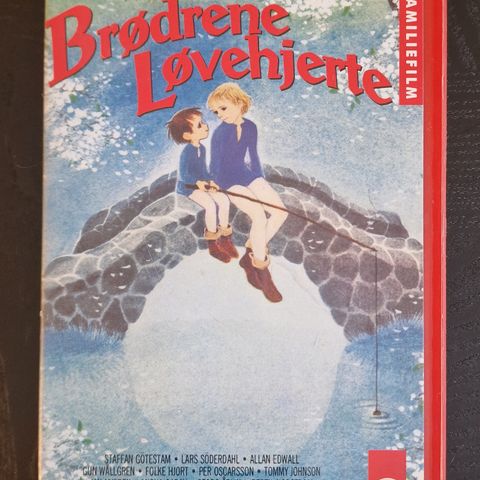 Brødrene
Løvehjerte
FAMILIEFILM
STAFFAN GÖTESTAM • LARS SÖDERDAHL • ALLAN EDWALL
GUN WÅLLGREN • FOLKE HJORT • PER OSCARSSON • TOMMY JOHNSON